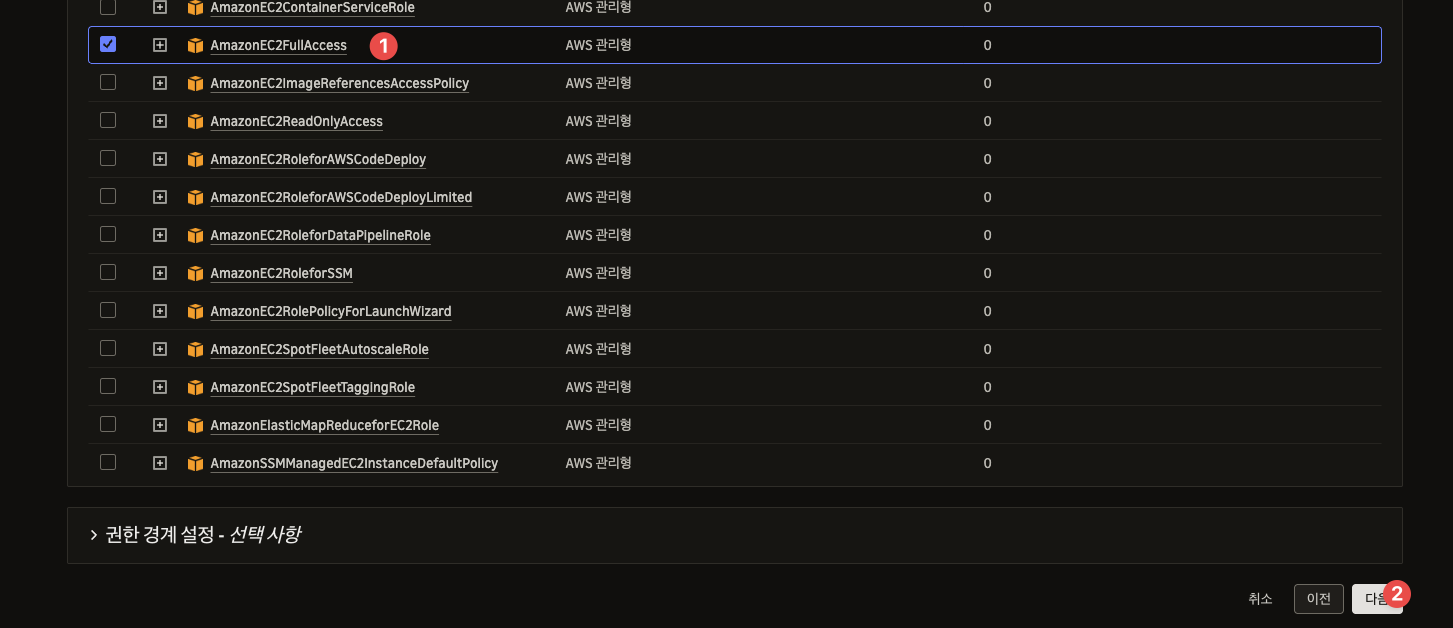 AmazonEC2ContainerServiceRole AWS 관리형 0
AmazonEC2FullAccess 1 AWS 관리형 0
AmazonEC2ImageReferencesAccessPolicy AWS 관리형 0
AmazonEC2ReadOnlyAccess AWS 관리형 0
AmazonEC2RoleforAWSCodeDeploy AWS 관리형 0
AmazonEC2RoleforAWSCodeDeployLimited AWS 관리형 0
AmazonEC2RoleforDataPipelineRole AWS 관리형 0
AmazonEC2RoleforSSM AWS 관리형 0
AmazonEC2RolePolicyForLaunchWizard AWS 관리형 0
AmazonEC2SpotFleetAutoscaleRole AWS 관리형 0
AmazonEC2SpotFleetTaggingRole AWS 관리형 0
AmazonElasticMapReduceforEC2Role AWS 관리형 0
AmazonSSMManagedEC2InstanceDefaultPolicy AWS 관리형 0
권한 경계 설정 - 선택 사항
취소 이전 다음 2